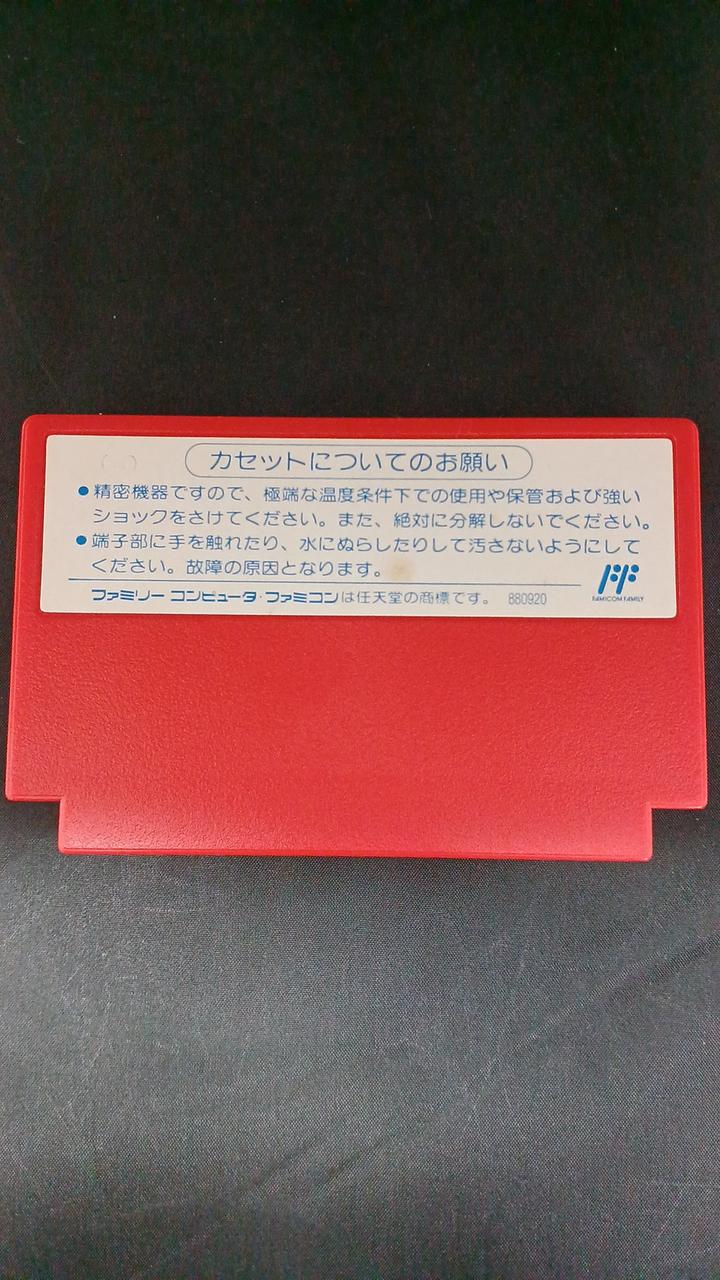 カセットについてのお願い
●精密機器ですので、極端な温度条件下での使用や保管および強い
ショックをさけてください。また、絶対に分解しないでください。
●端子部に手を触れたり、水にぬらしたりして汚さないようにして
ください。故障の原因となります。
ファミリー コンピュータ・ファミコンは任天堂の商標です。 880920
FAMICOM FAMILY